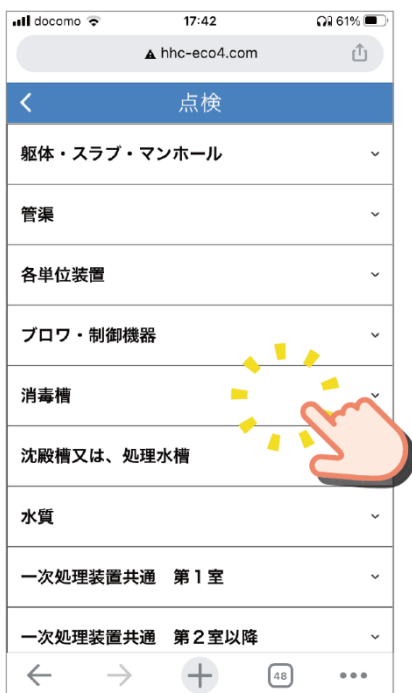 docomo 17:42 61%
hhc-eco4.com
点検
躯体・スラブ・マンホール
管渠
各単位装置
ブロワ・制御機器
消毒槽
沈殿槽又は、処理水槽
水質
一次処理装置共通　第１室
一次処理装置共通　第２室以降
48